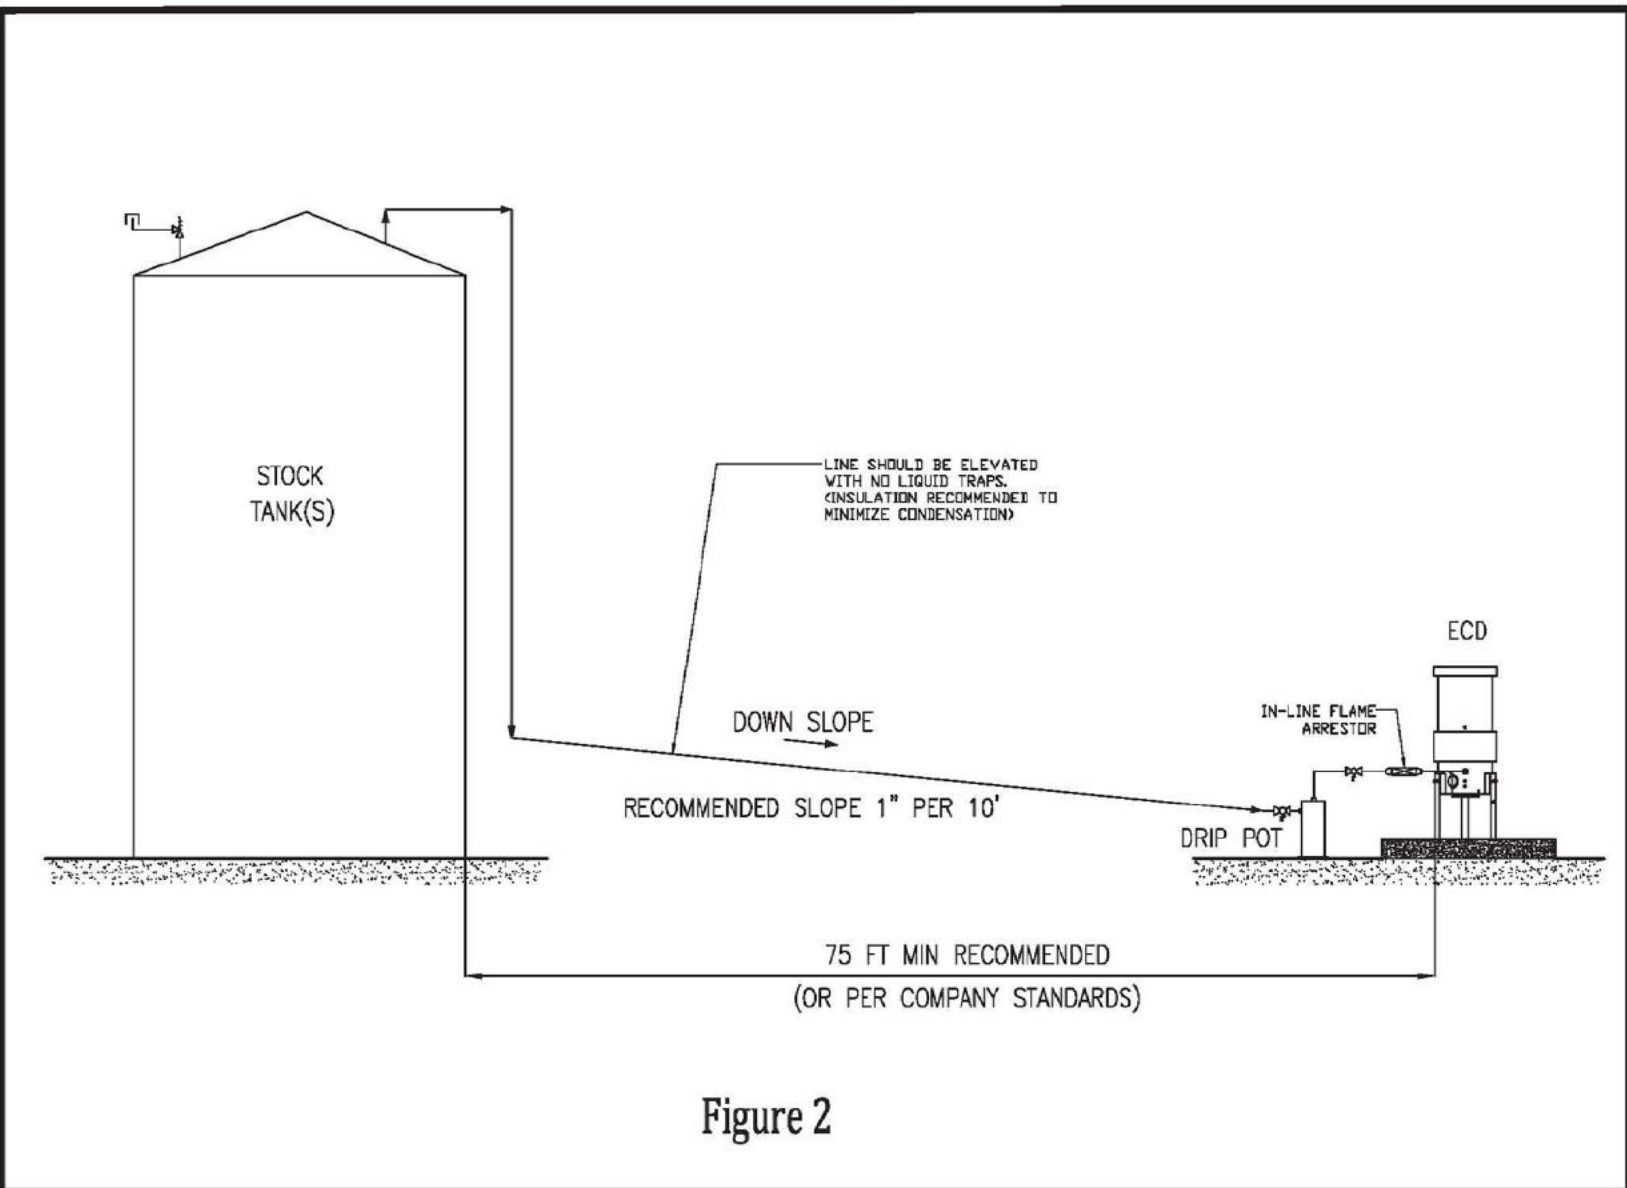 STOCK
TANK(S)
LINE SHOULD BE ELEVATED
WITH NO LIQUID TRAPS.
(INSULATION RECOMMENDED TO
MINIMIZE CONDENSATION)
ECD
IN-LINE FLAME
ARRESTOR
DOWN SLOPE
RECOMMENDED SLOPE 1" PER 10'
DRIP POT
75 FT MIN RECOMMENDED
(OR PER COMPANY STANDARDS)
Figure 2